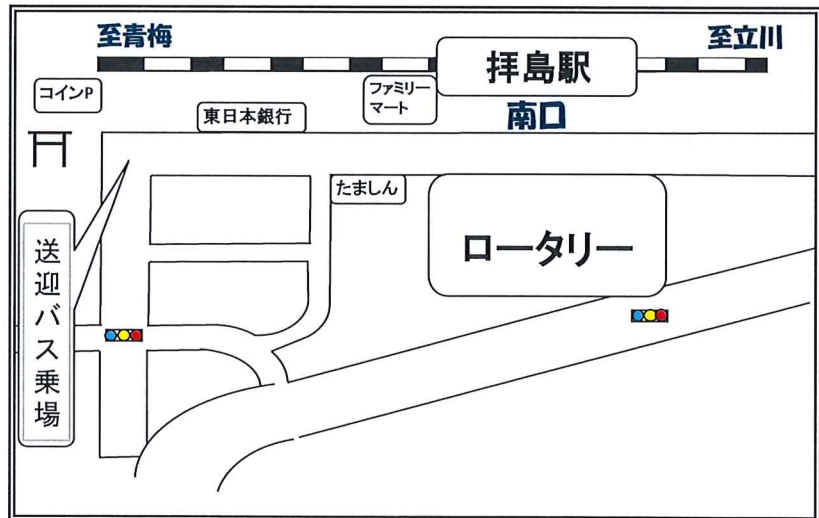 至青梅
至立川
拝島駅
コインP
ファミリー
マート
東日本銀行
南口
たましん
ロータリー
送迎バス乗場